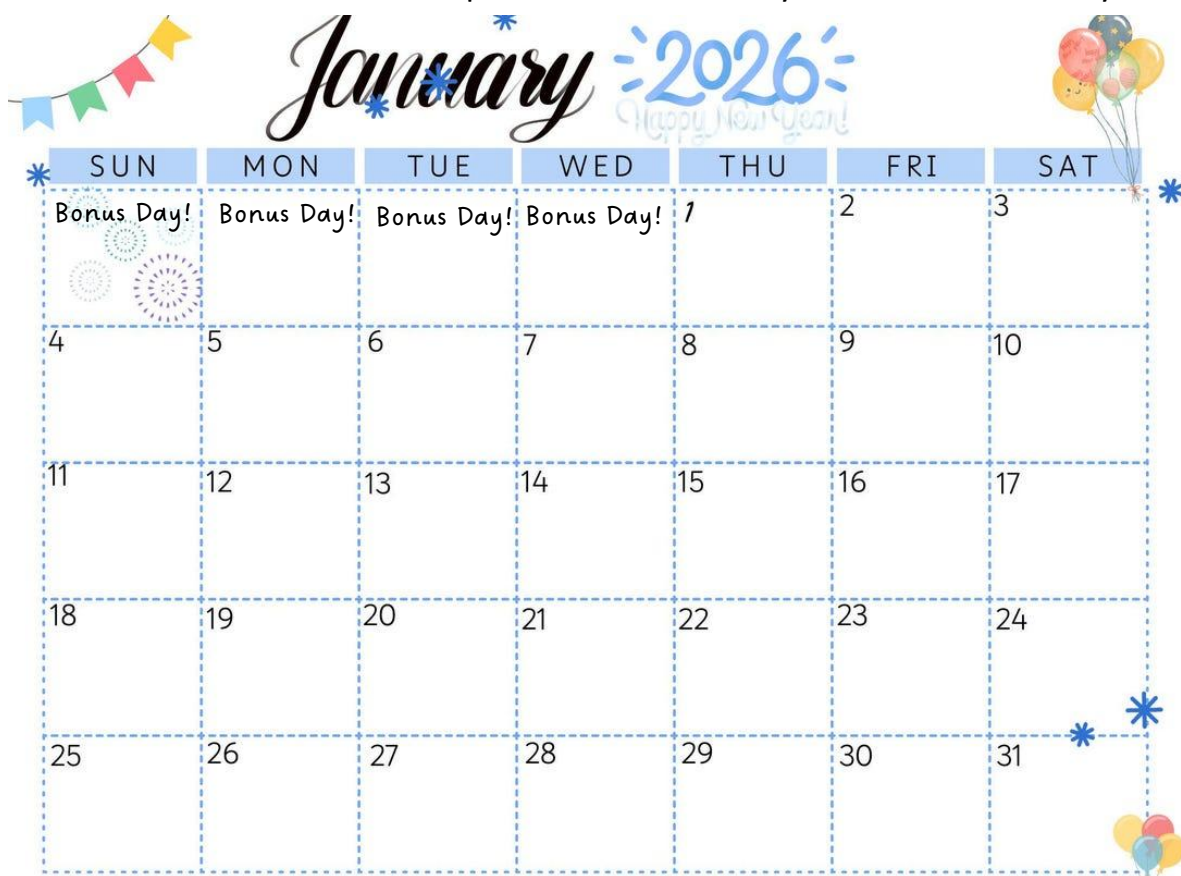 January 2026
Happy New Year!
SUN MON TUE WED THU FRI SAT
Bonus Day! Bonus Day! Bonus Day! Bonus Day! 1 2 3
4 5 6 7 8 9 10
11 12 13 14 15 16 17
18 19 20 21 22 23 24
25 26 27 28 29 30 31